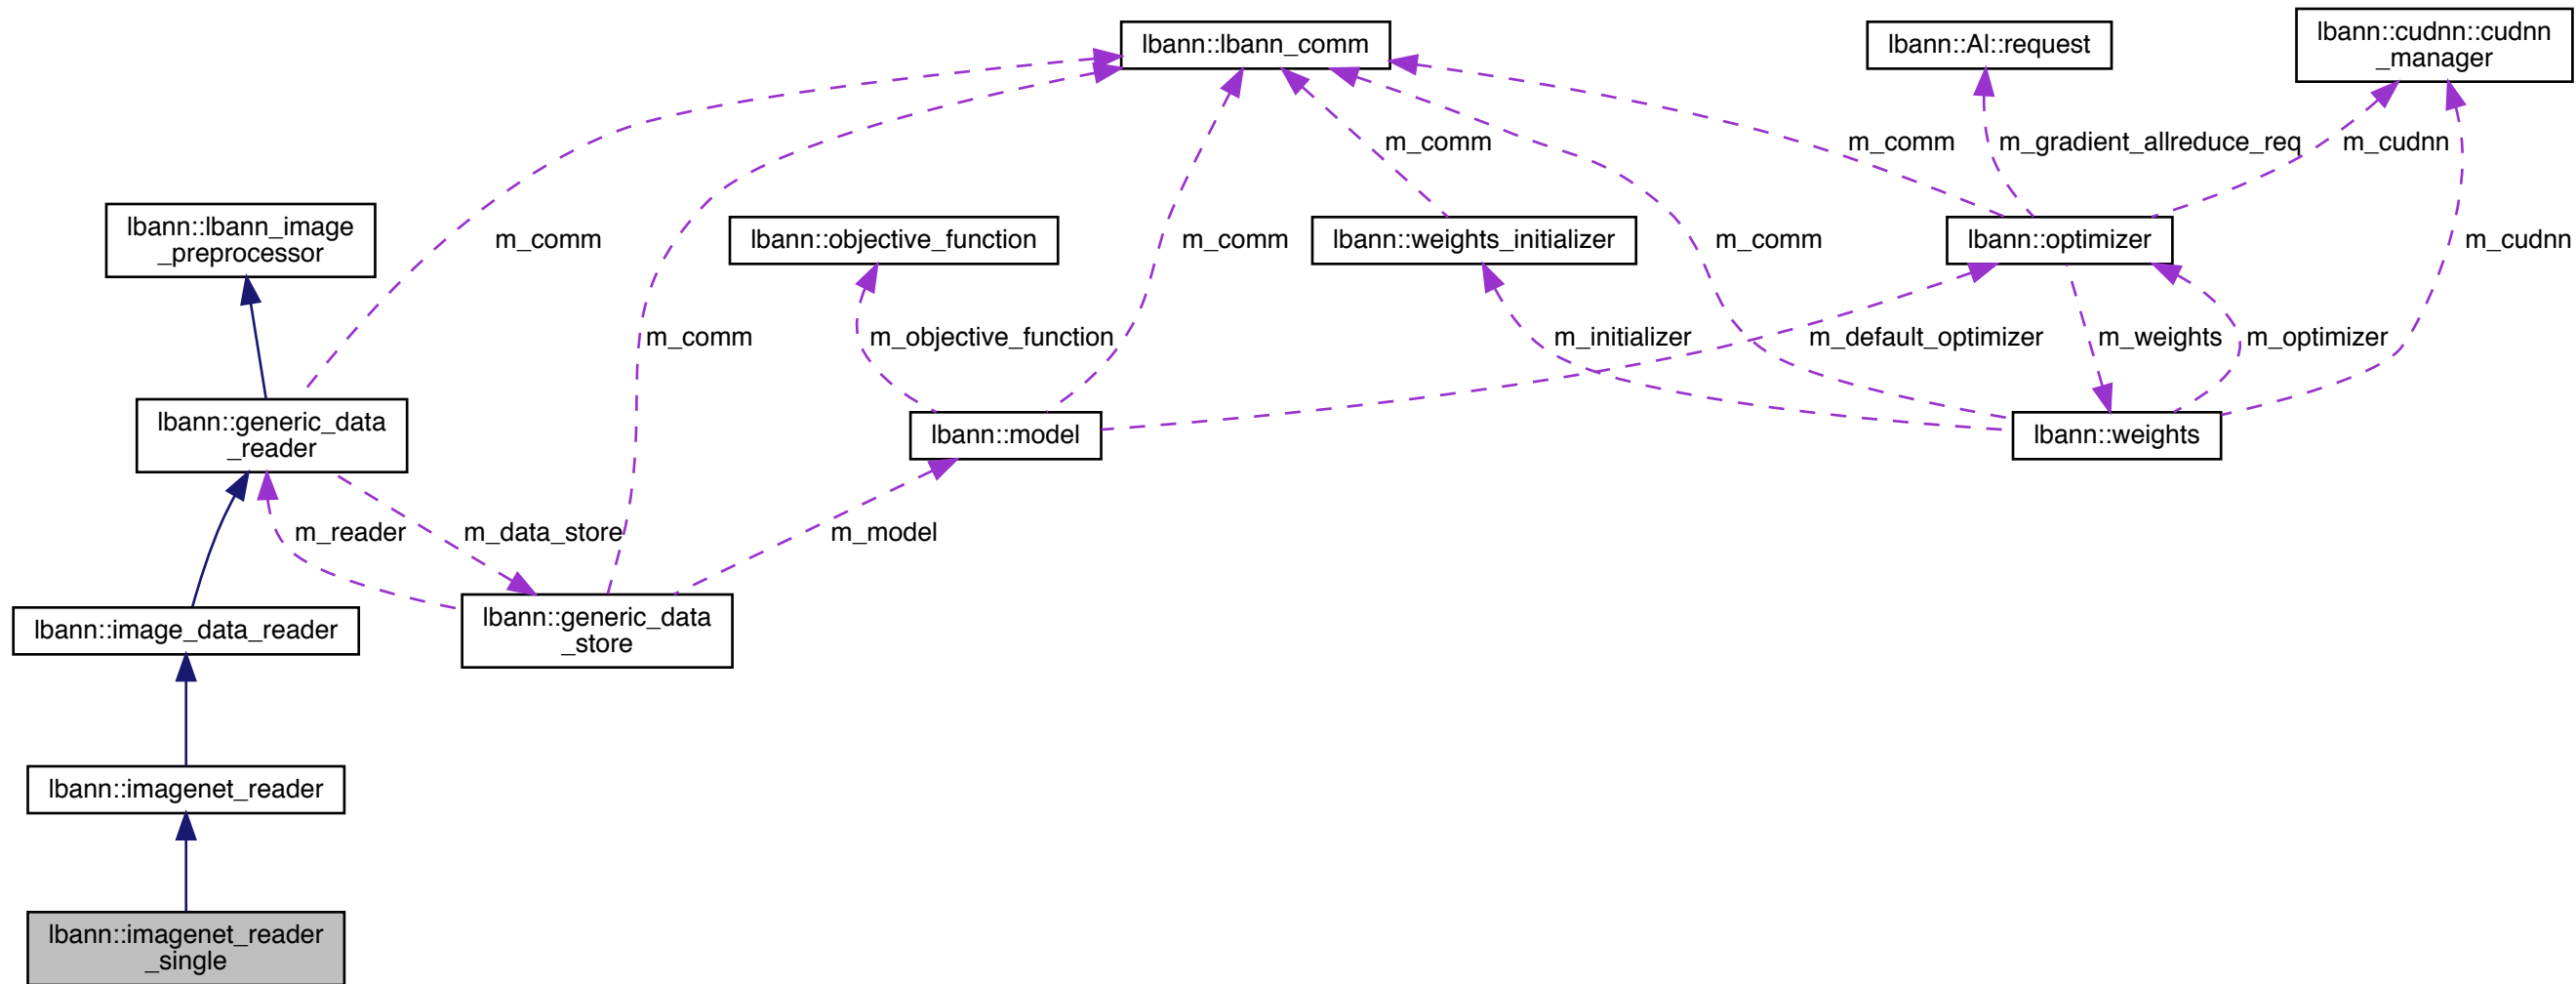 lbann::lbann_comm
lbann::Al::request
lbann::cudnn::cudnn
_manager
m_comm
m_comm
m_gradient_allreduce_req
m_cudnn
lbann::lbann_image
_preprocessor
m_comm
lbann::objective_function
m_comm
lbann::weights_initializer
m_comm
lbann::optimizer
m_cudnn
m_comm
m_objective_function
m_initializer
m_default_optimizer
m_weights
m_optimizer
lbann::generic_data
_reader
lbann::model
lbann::weights
m_reader
m_data_store
m_model
lbann::image_data_reader
lbann::generic_data
_store
lbann::imagenet_reader
lbann::imagenet_reader
_single